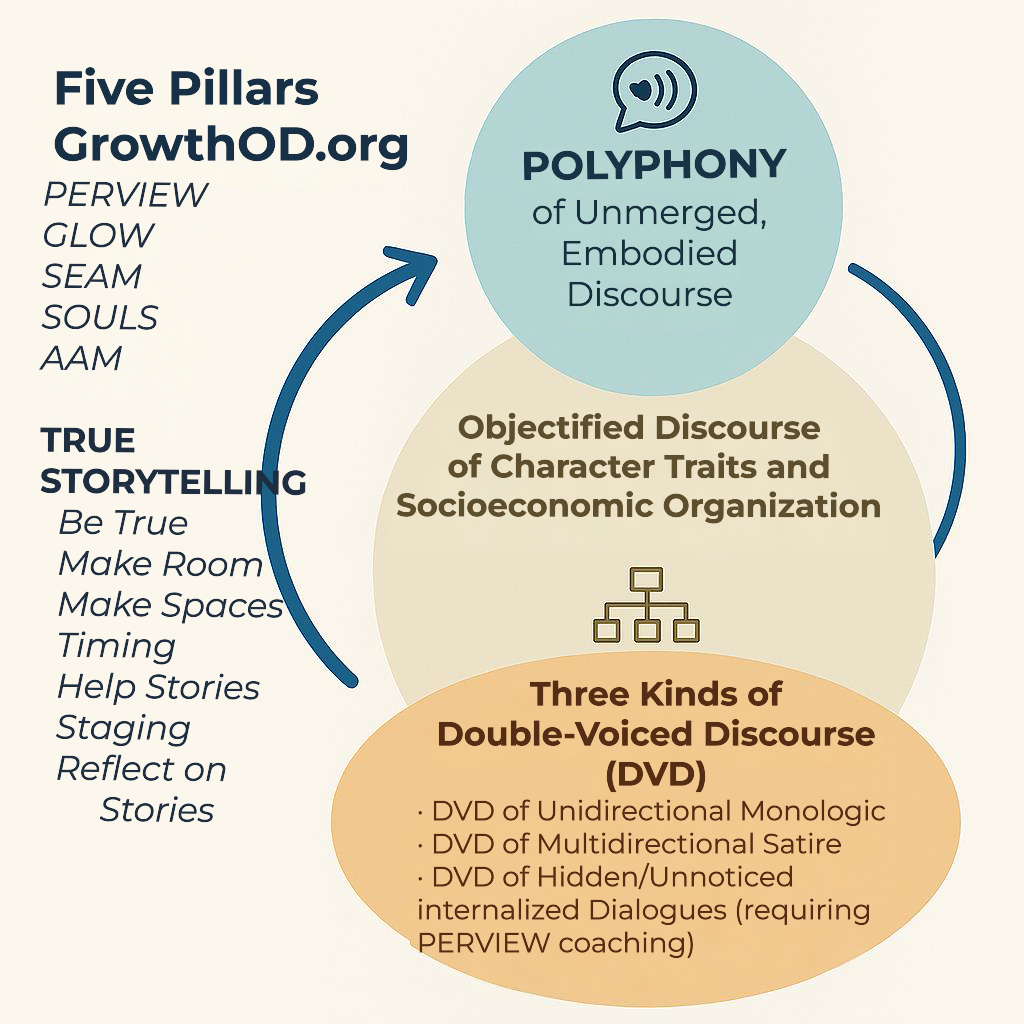 Five Pillars
GrowthOD.org
PERVIEW
GLOW
SEAM
SOULS
AAM
TRUE
STORYTELLING
Be True
Make Room
Make Spaces
Timing
Help Stories
Staging
Reflect on
Stories
POLYPHONY
of Unmerged,
Embodied
Discourse
Objectified Discourse
of Character Traits and
Socioeconomic Organization
Three Kinds of
Double-Voiced Discourse
(DVD)
· DVD of Unidirectional Monologic
· DVD of Multidirectional Satire
· DVD of Hidden/Unnoticed
internalized Dialogues (requiring
PERVIEW coaching)